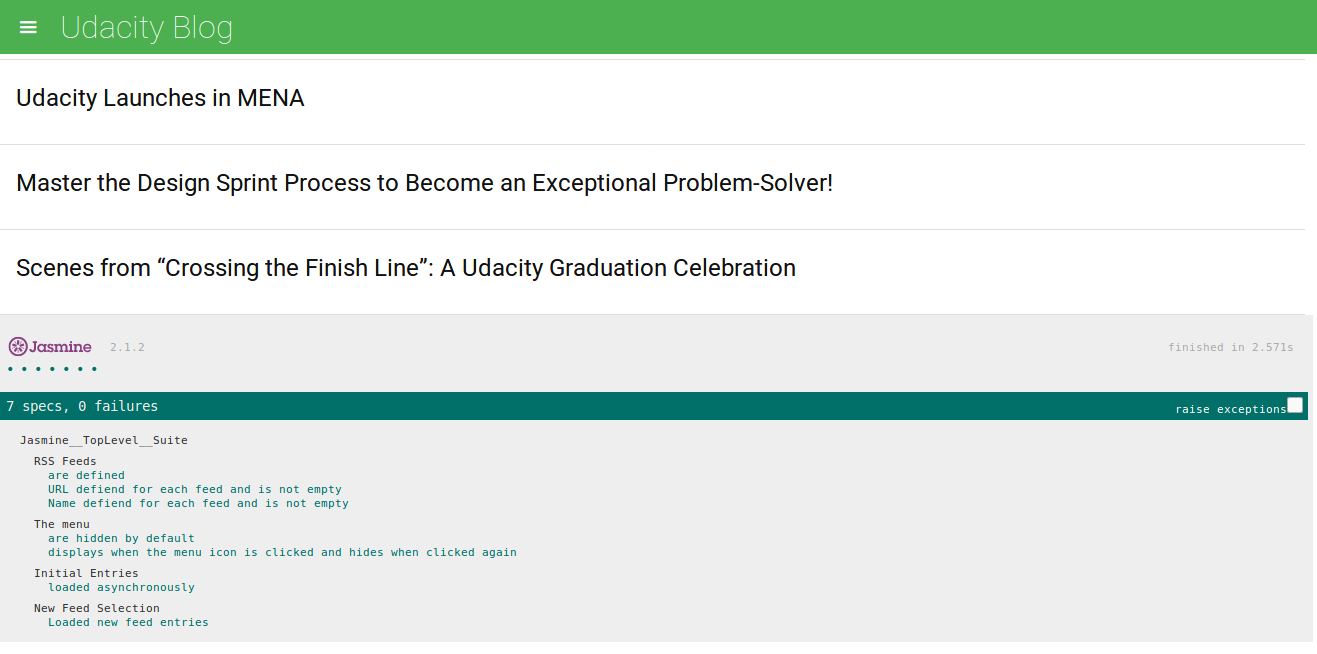 Udacity Blog
Udacity Launches in MENA
Master the Design Sprint Process to Become an Exceptional Problem-Solver!
Scenes from “Crossing the Finish Line”: A Udacity Graduation Celebration
Jasmine 2.1.2 finished in 2.571s
7 specs, 0 failures raise exceptions
Jasmine__TopLevel__Suite
RSS Feeds
are defined
URL defiend for each feed and is not empty
Name defiend for each feed and is not empty
The menu
are hidden by default
displays when the menu icon is clicked and hides when clicked again
Initial Entries
loaded asynchronously
New Feed Selection
Loaded new feed entries